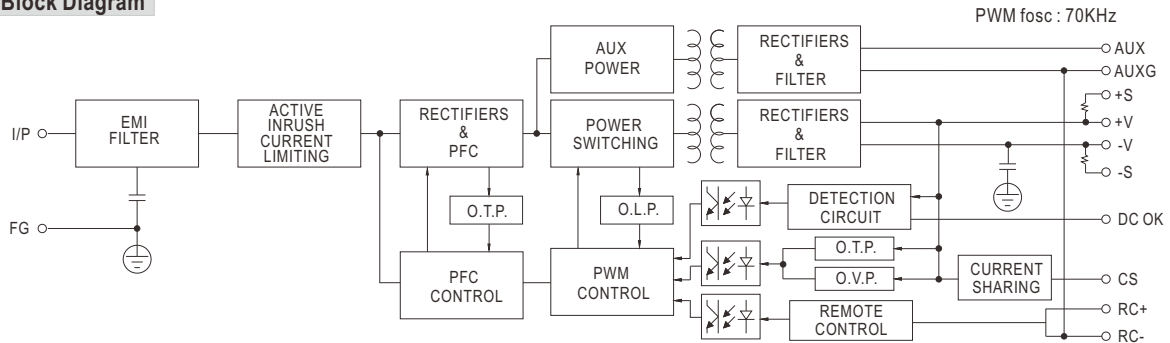 Block Diagram
PWM fosc : 70KHz
I/P
FG
EMI
FILTER
ACTIVE
INRUSH
CURRENT
LIMITING
RECTIFIERS
&
PFC
O.T.P.
PFC
CONTROL
AUX
POWER
POWER
SWITCHING
O.L.P.
PWM
CONTROL
RECTIFIERS
&
FILTER
RECTIFIERS
&
FILTER
DETECTION
CIRCUIT
O.T.P.
O.V.P.
REMOTE
CONTROL
CURRENT
SHARING
AUX
AUXG
+S
+V
-V
-S
DC OK
CS
RC+
RC-